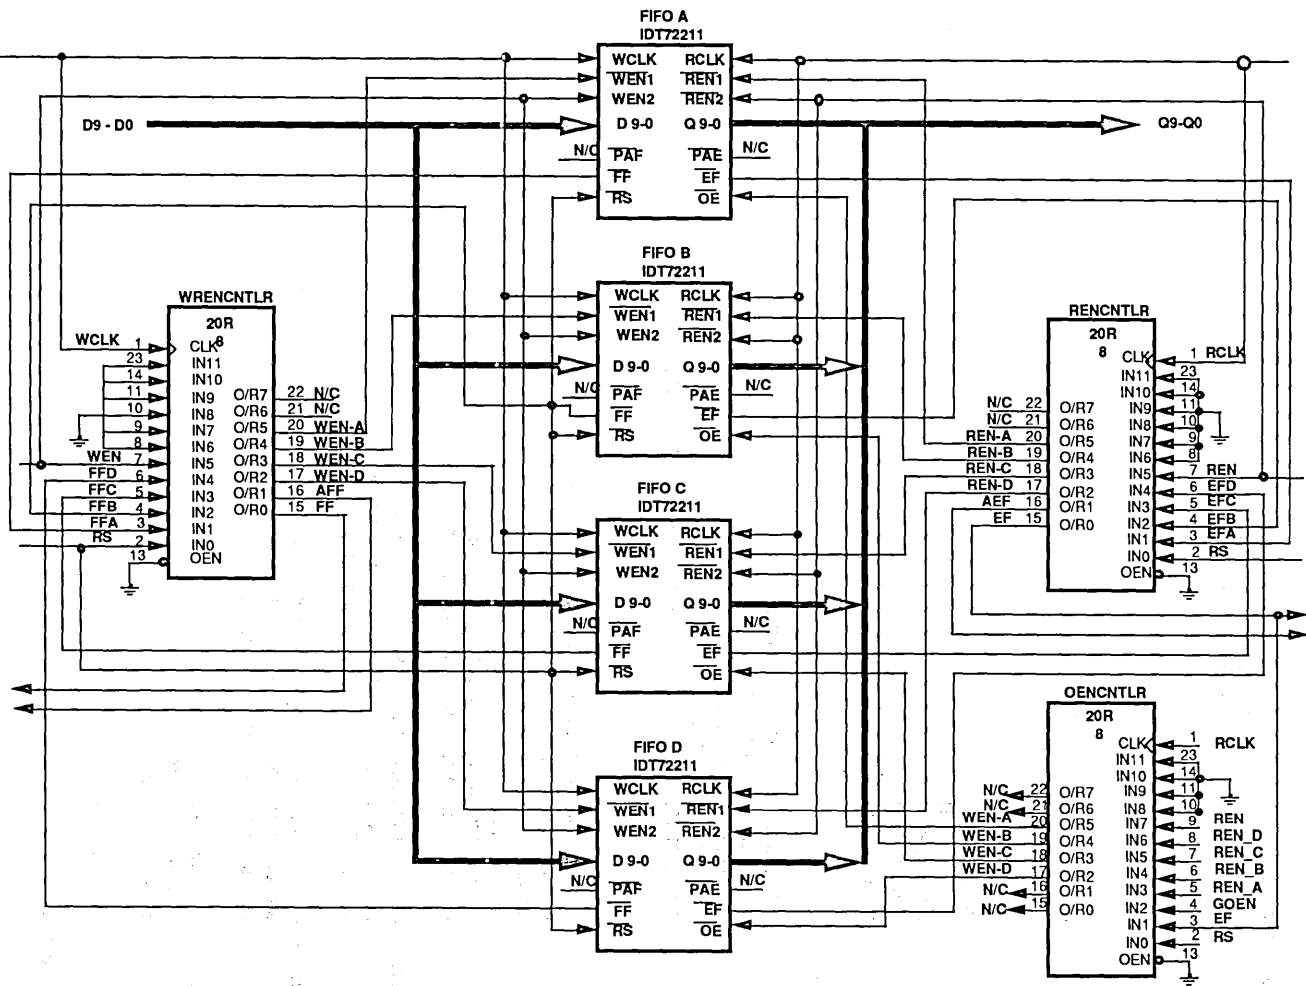 FIFO A
IDT72211
WCLK RCLK
WEN1 REN1
WEN2 REN2
D9 - D0 D 9-0 Q 9-0 Q9-Q0
N/C PAF PAE N/C
FF EF
RS OE
FIFO B
IDT72211
WCLK RCLK
WEN1 REN1
WEN2 REN2
D 9-0 Q 9-0
N/C PAF PAE N/C
FF EF
RS OE
FIFO C
IDT72211
WCLK RCLK
WEN1 REN1
WEN2 REN2
D 9-0 Q 9-0
N/C PAF PAE N/C
FF EF
RS OE
FIFO D
IDT72211
WCLK RCLK
WEN1 REN1
WEN2 REN2
D 9-0 Q 9-0
N/C PAF PAE N/C
FF EF
RS OE
WRENCNTLR
20R
8
WCLK 1 CLK
23 IN11
14 IN10
11 IN9
10 IN8
9 IN7
8 IN6
WEN 7 IN5
FFD 6 IN4
FFC 5 IN3
FFB 4 IN2
FFA 3 IN1
RS 2 IN0
13 OEN
O/R7 22 N/C
O/R6 21 N/C
O/R5 20 WEN-A
O/R4 19 WEN-B
O/R3 18 WEN-C
O/R2 17 WEN-D
O/R1 16 AFF
O/R0 15 FF
RENCNTLR
20R
8
CLK 1 RCLK
IN11 23
IN10 14
IN9 11
IN8 10
IN7 9
IN6 8
IN5 7 REN
IN4 6 EFD
IN3 5 EFC
IN2 4 EFB
IN1 3 EFA
IN0 2 RS
OEN 13
N/C 22 O/R7
N/C 21 O/R6
REN-A 20 O/R5
REN-B 19 O/R4
REN-C 18 O/R3
REN-D 17 O/R2
AEF 16 O/R1
EF 15 O/R0
OENCNTLR
20R
8
CLK 1 RCLK
IN11 23
IN10 14
IN9 11
IN8 10
IN7 9 REN
IN6 8 REN_D
IN5 7 REN_C
IN4 6 REN_B
IN3 5 REN_A
IN2 4 GOEN
IN1 3 EF
IN0 2 RS
OEN 13
N/C 22 O/R7
N/C 21 O/R6
WEN-A 20 O/R5
WEN-B 19 O/R4
WEN-C 18 O/R3
WEN-D 17 O/R2
N/C 16 O/R1
N/C 15 O/R0